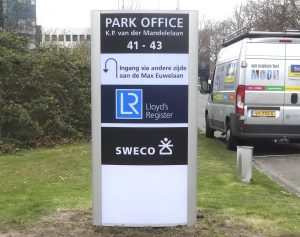 PARK OFFICE
K.P. van der Mandelelaan
41 - 43
Ingang via andere zijde
aan de Max Euwelaan
LR
Lloyd's
Register
SWECO